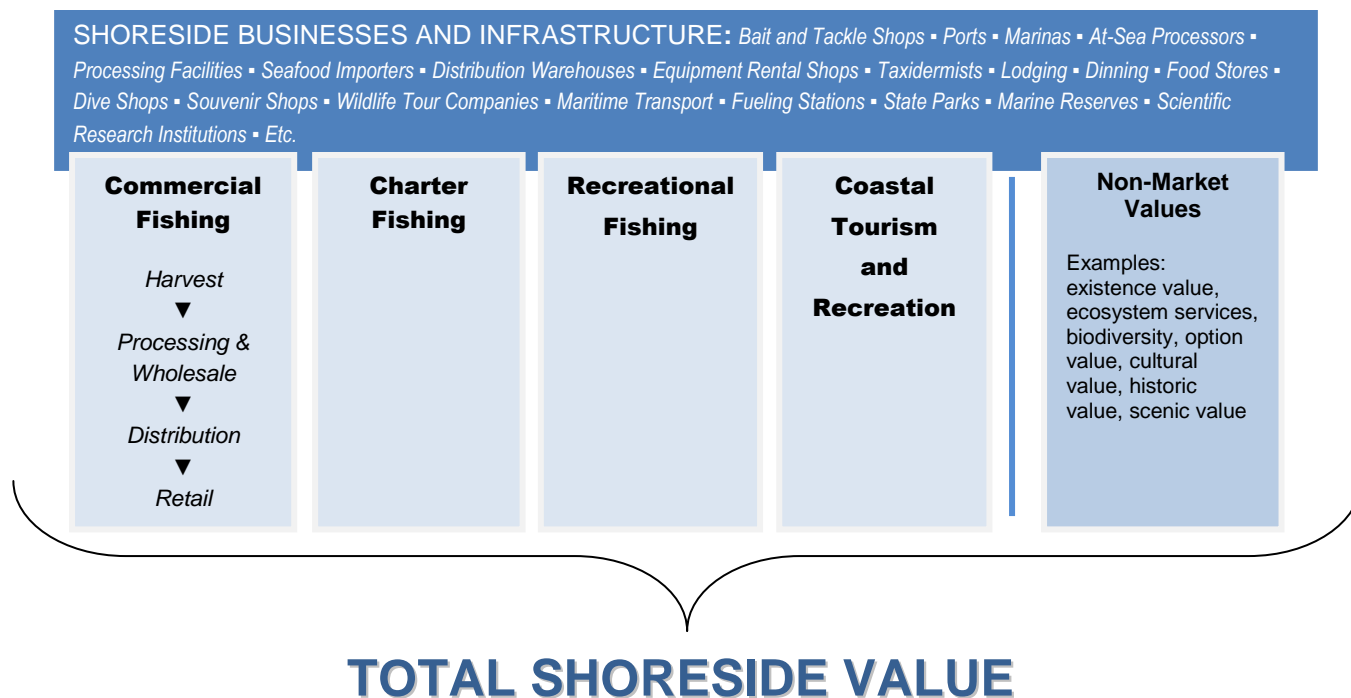 SHORESIDE BUSINESSES AND INFRASTRUCTURE: Bait and Tackle Shops ▪ Ports ▪ Marinas ▪ At-Sea Processors ▪
Processing Facilities ▪ Seafood Importers ▪ Distribution Warehouses ▪ Equipment Rental Shops ▪ Taxidermists ▪ Lodging ▪ Dinning ▪ Food Stores ▪
Dive Shops ▪ Souvenir Shops ▪ Wildlife Tour Companies ▪ Maritime Transport ▪ Fueling Stations ▪ State Parks ▪ Marine Reserves ▪ Scientific
Research Institutions ▪ Etc.
Commercial
Fishing
Harvest
▼
Processing &
Wholesale
▼
Distribution
▼
Retail
Charter
Fishing
Recreational
Fishing
Coastal
Tourism
and
Recreation
Non-Market
Values
Examples:
existence value,
ecosystem services,
biodiversity, option
value, cultural
value, historic
value, scenic value
TOTAL SHORESIDE VALUE